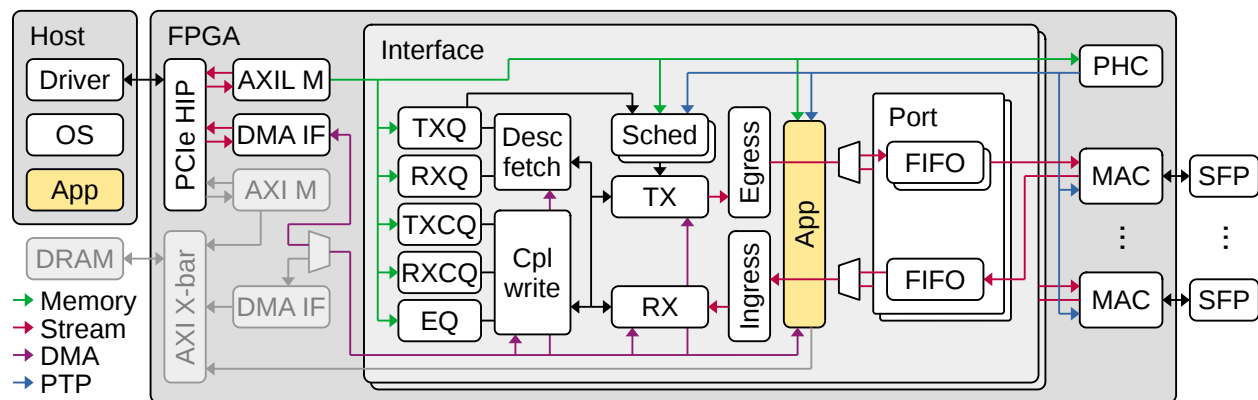 Host
Driver
OS
App
DRAM
Memory
Stream
DMA
PTP
FPGA
PCIe HIP
AXIL M
DMA IF
AXI M
AXI X-bar
DMA IF
Interface
TXQ
RXQ
TXCQ
RXCQ
EQ
Desc
fetch
Cpl
write
Sched
TX
RX
Egress
Ingress
App
Port
FIFO
FIFO
PHC
MAC
⋮
MAC
SFP
⋮
SFP